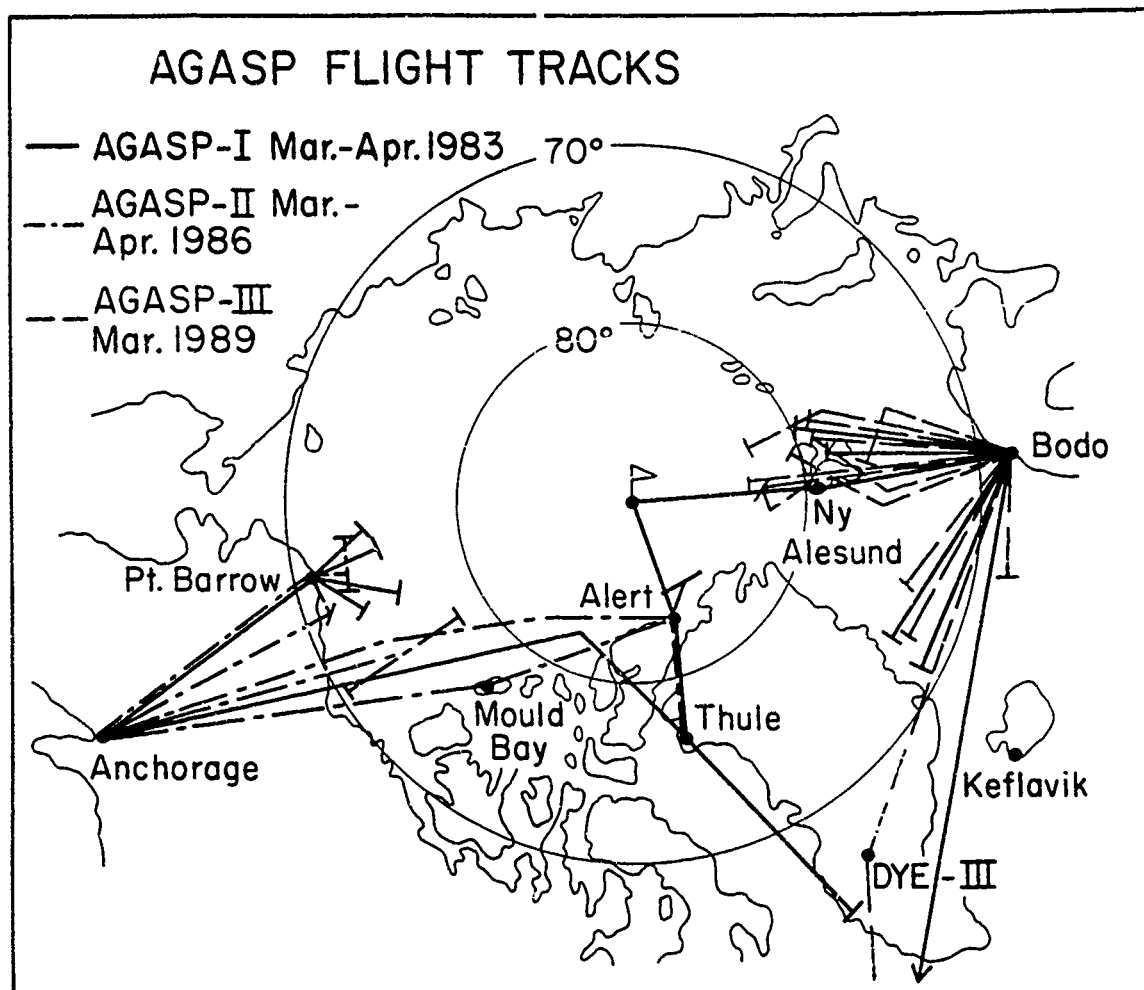 AGASP FLIGHT TRACKS
AGASP-I Mar.-Apr. 1983
AGASP-II Mar.-
Apr. 1986
AGASP-III
Mar. 1989
70°
80°
Bodo
Ny
Alesund
Pt. Barrow
Alert
Mould
Bay
Thule
Anchorage
Keflavik
DYE-III